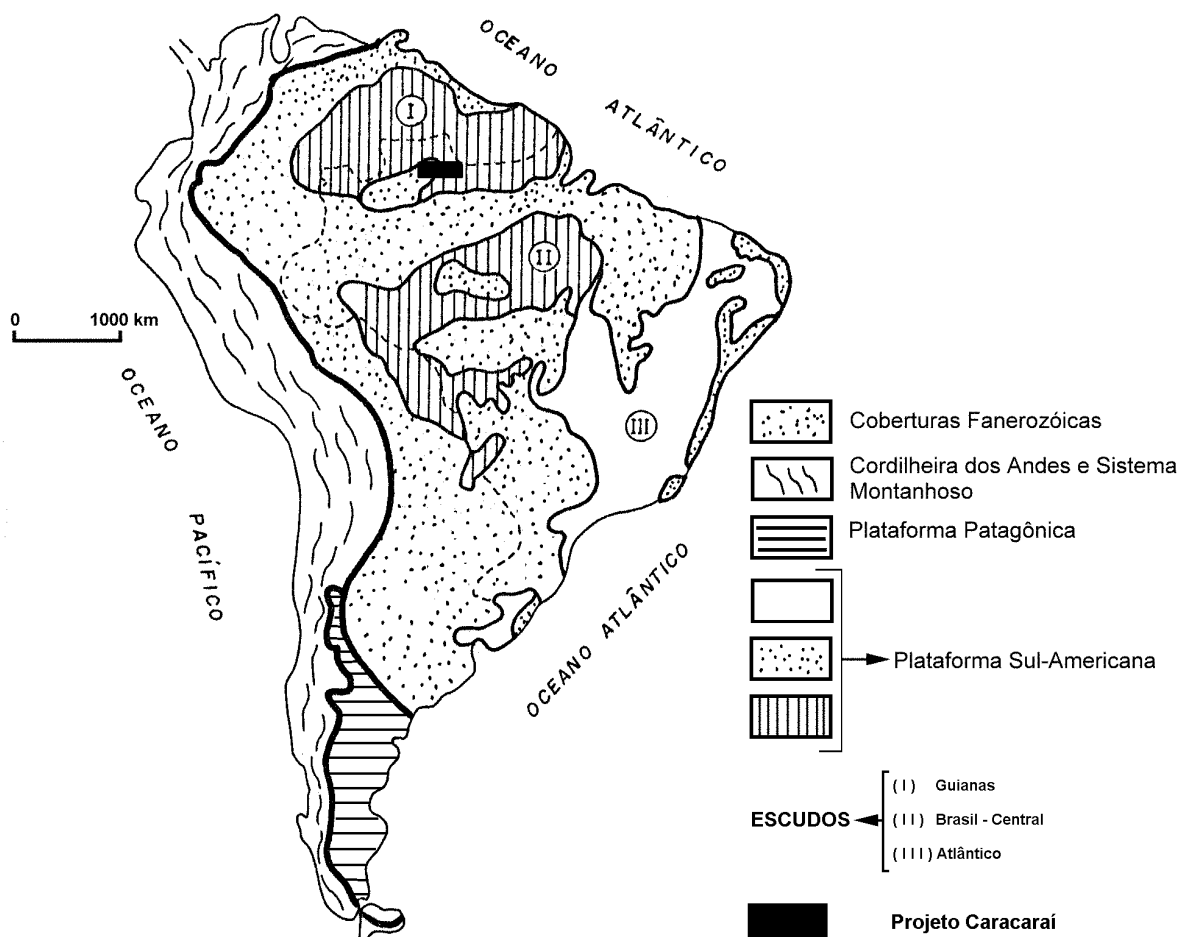 OCEANO
ATLÂNTICO
I
II
III
0 1000 km
OCEANO
PACÍFICO
OCEANO ATLÂNTICO
Coberturas Fanerozóicas
Cordilheira dos Andes e Sistema
Montanhoso
Plataforma Patagônica
Plataforma Sul-Americana
ESCUDOS
( I ) Guianas
( II ) Brasil - Central
( III ) Atlântico
Projeto Caracaraí